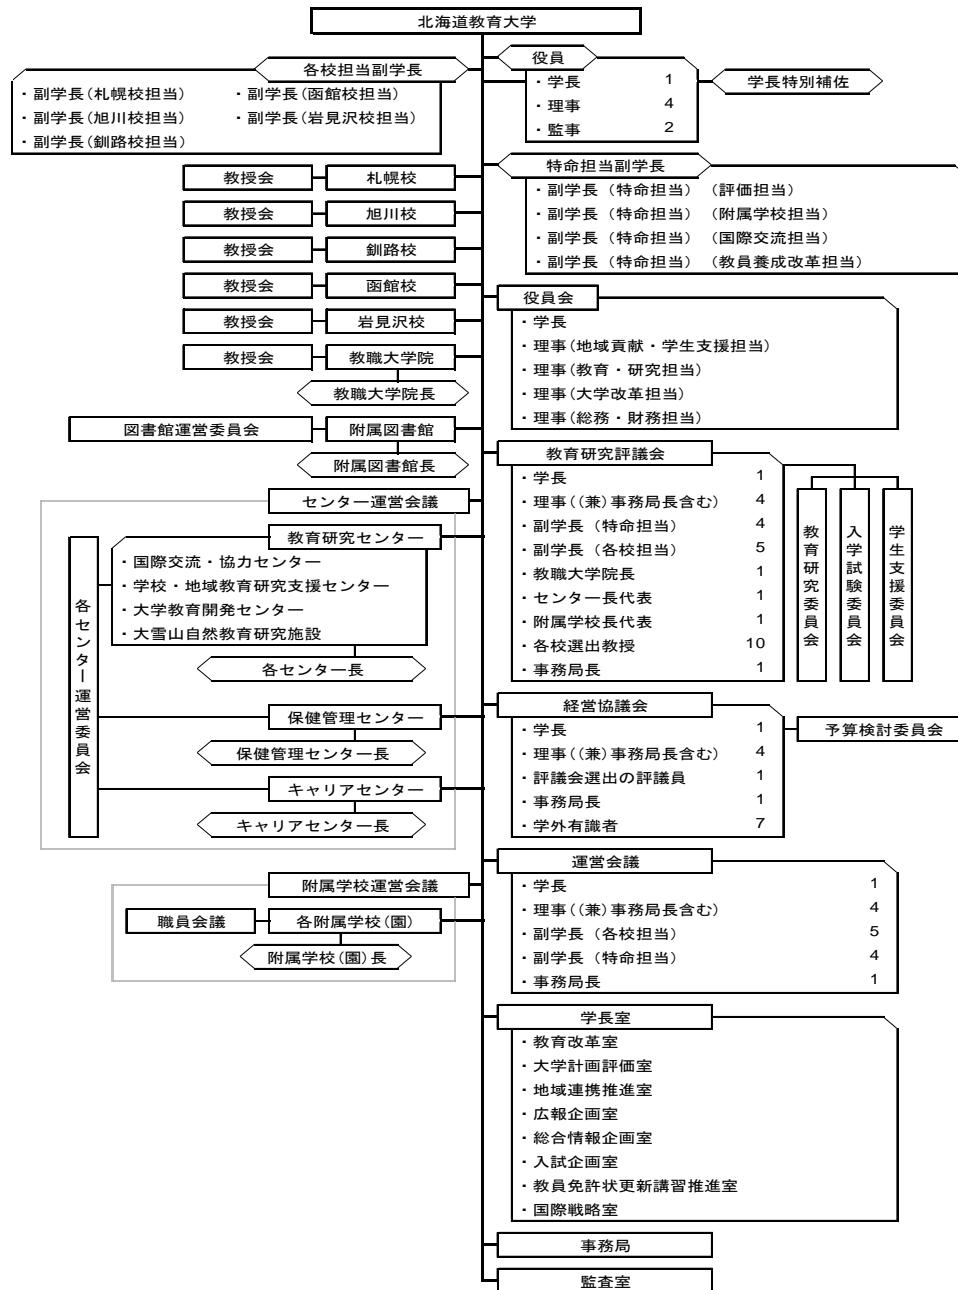 北海道教育大学
各校担当副学長
・副学長(札幌校担当)　・副学長(函館校担当)
・副学長(旭川校担当)　・副学長(岩見沢校担当)
・副学長(釧路校担当)
役員
・学長 1
・理事 4
・監事 2
学長特別補佐
特命担当副学長
・副学長（特命担当）（評価担当）
・副学長（特命担当）（附属学校担当）
・副学長（特命担当）（国際交流担当）
・副学長（特命担当）（教員養成改革担当）
教授会 札幌校
教授会 旭川校
教授会 釧路校
教授会 函館校
教授会 岩見沢校
教授会 教職大学院
教職大学院長
図書館運営委員会 附属図書館
附属図書館長
役員会
・学長
・理事(地域貢献・学生支援担当)
・理事(教育・研究担当)
・理事(大学改革担当)
・理事(総務・財務担当)
教育研究評議会
・学長 1
・理事((兼)事務局長含む) 4
・副学長（特命担当） 4
・副学長（各校担当） 5
・教職大学院長 1
・センター長代表 1
・附属学校長代表 1
・各校選出教授 10
・事務局長 1
教育研究委員会
入学試験委員会
学生支援委員会
センター運営会議
教育研究センター
・国際交流・協力センター
・学校・地域教育研究支援センター
・大学教育開発センター
・大雪山自然教育研究施設
各センター長
各センター運営委員会
保健管理センター
保健管理センター長
キャリアセンター
キャリアセンター長
経営協議会
・学長 1
・理事((兼)事務局長含む) 4
・評議会選出の評議員 1
・事務局長 1
・学外有識者 7
予算検討委員会
附属学校運営会議
職員会議 各附属学校(園)
附属学校(園)長
運営会議
・学長 1
・理事((兼)事務局長含む) 4
・副学長（各校担当） 5
・副学長（特命担当） 4
・事務局長 1
学長室
・教育改革室
・大学計画評価室
・地域連携推進室
・広報企画室
・総合情報企画室
・入試企画室
・教員免許状更新講習推進室
・国際戦略室
事務局
監査室